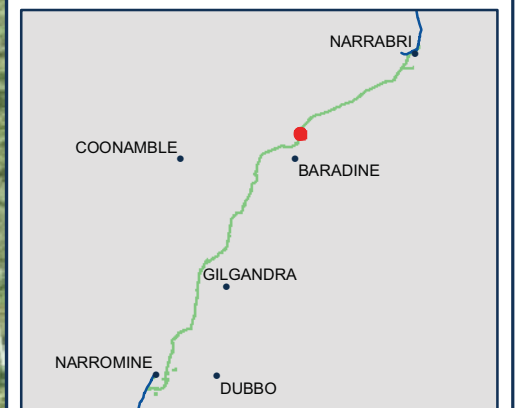 NARRABRI
COONAMBLE
BARADINE
GILGANDRA
NARROMINE
DUBBO